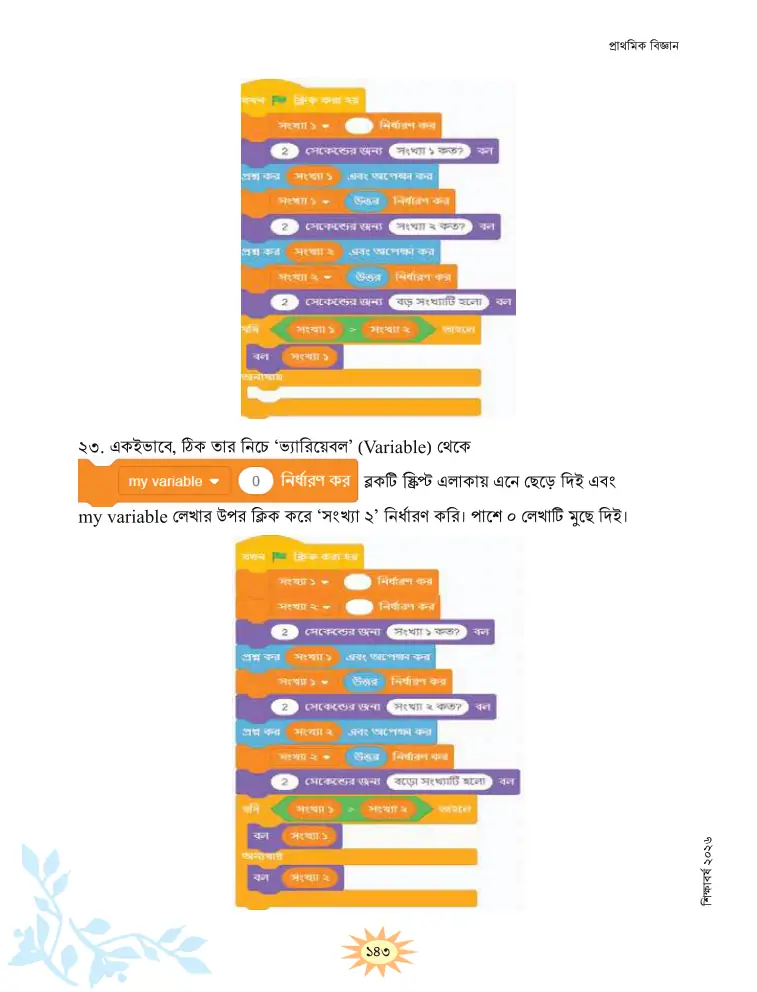 প্রাথমিক বিজ্ঞান
যখন ক্লিক করা হয়
সংখ্যা ১ নির্ধারণ কর
2 সেকেন্ডের জন্য সংখ্যা ১ কত? বল
প্রশ্ন কর সংখ্যা ১ এবং অপেক্ষা কর
সংখ্যা ১ উত্তর নির্ধারণ কর
2 সেকেন্ডের জন্য সংখ্যা ২ কত? বল
প্রশ্ন কর সংখ্যা ২ এবং অপেক্ষা কর
সংখ্যা ২ উত্তর নির্ধারণ কর
2 সেকেন্ডের জন্য বড় সংখ্যাটি হলো বল
যদি সংখ্যা ১ > সংখ্যা ২ তাহলে
বল সংখ্যা ১
অন্যথায়
২৩. একইভাবে, ঠিক তার নিচে ‘ভ্যারিয়েবল’ (Variable) থেকে
my variable 0 নির্ধারণ কর ব্লকটি স্ক্রিপ্ট এলাকায় এনে ছেড়ে দিই এবং
my variable লেখার উপর ক্লিক করে ‘সংখ্যা ২’ নির্ধারণ করি। পাশে ০ লেখাটি মুছে দিই।
যখন ক্লিক করা হয়
সংখ্যা ১ নির্ধারণ কর
সংখ্যা ২ নির্ধারণ কর
2 সেকেন্ডের জন্য সংখ্যা ১ কত? বল
প্রশ্ন কর সংখ্যা ১ এবং অপেক্ষা কর
সংখ্যা ১ উত্তর নির্ধারণ কর
2 সেকেন্ডের জন্য সংখ্যা ২ কত? বল
প্রশ্ন কর সংখ্যা ২ এবং অপেক্ষা কর
সংখ্যা ২ উত্তর নির্ধারণ কর
2 সেকেন্ডের জন্য বড়ো সংখ্যাটি হলো বল
যদি সংখ্যা ১ > সংখ্যা ২ তাহলে
বল সংখ্যা ১
অন্যথায়
বল সংখ্যা ২
শিক্ষাবর্ষ ২০২৬
১৪৩